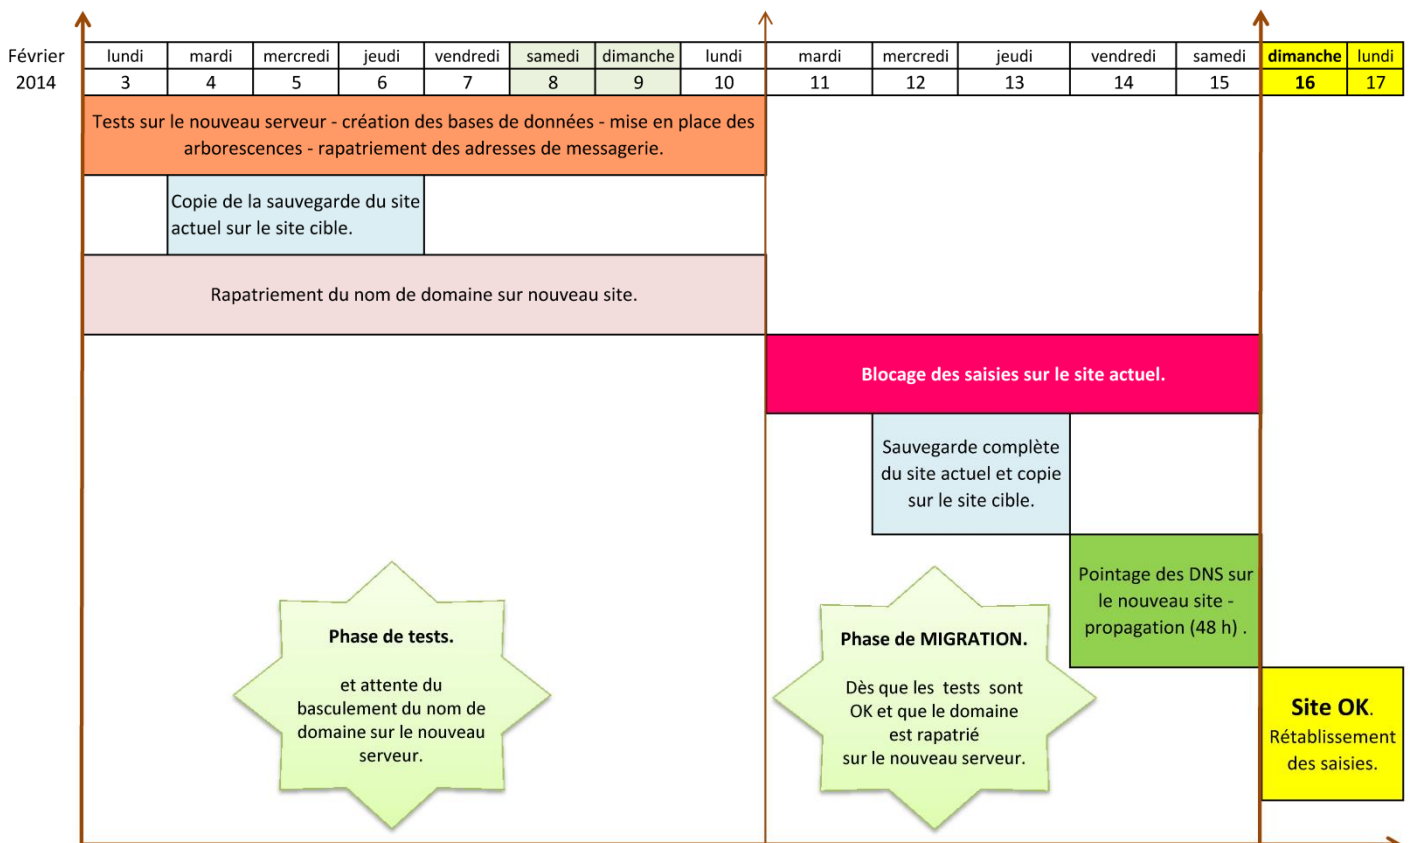 Février lundi mardi mercredi jeudi vendredi samedi dimanche lundi mardi mercredi jeudi vendredi samedi dimanche lundi
2014 3 4 5 6 7 8 9 10 11 12 13 14 15 16 17
Tests sur le nouveau serveur - création des bases de données - mise en place des
arborescences - rapatriement des adresses de messagerie.
Copie de la sauvegarde du site
actuel sur le site cible.
Rapatriement du nom de domaine sur nouveau site.
Blocage des saisies sur le site actuel.
Sauvegarde complète
du site actuel et copie
sur le site cible.
Pointage des DNS sur
le nouveau site -
propagation (48 h) .
Phase de tests.
et attente du
basculement du nom de
domaine sur le nouveau
serveur.
Phase de MIGRATION.
Dès que les tests sont
OK et que le domaine
est rapatrié
sur le nouveau serveur.
Site OK.
Rétablissement
des saisies.